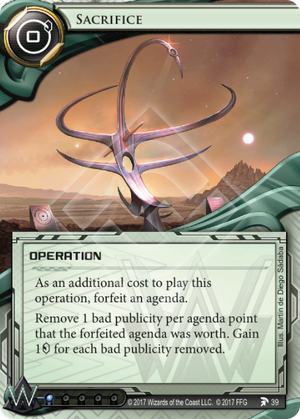 0
SACRIFICE
OPERATION
As an additional cost to play this
operation, forfeit an agenda.
Remove 1 bad publicity per agenda point
that the forfeited agenda was worth. Gain
1 for each bad publicity removed.
Illus. Martin de Diego Sádaba
© 2017 Wizards of the Coast LLC. © 2017 FFG
39